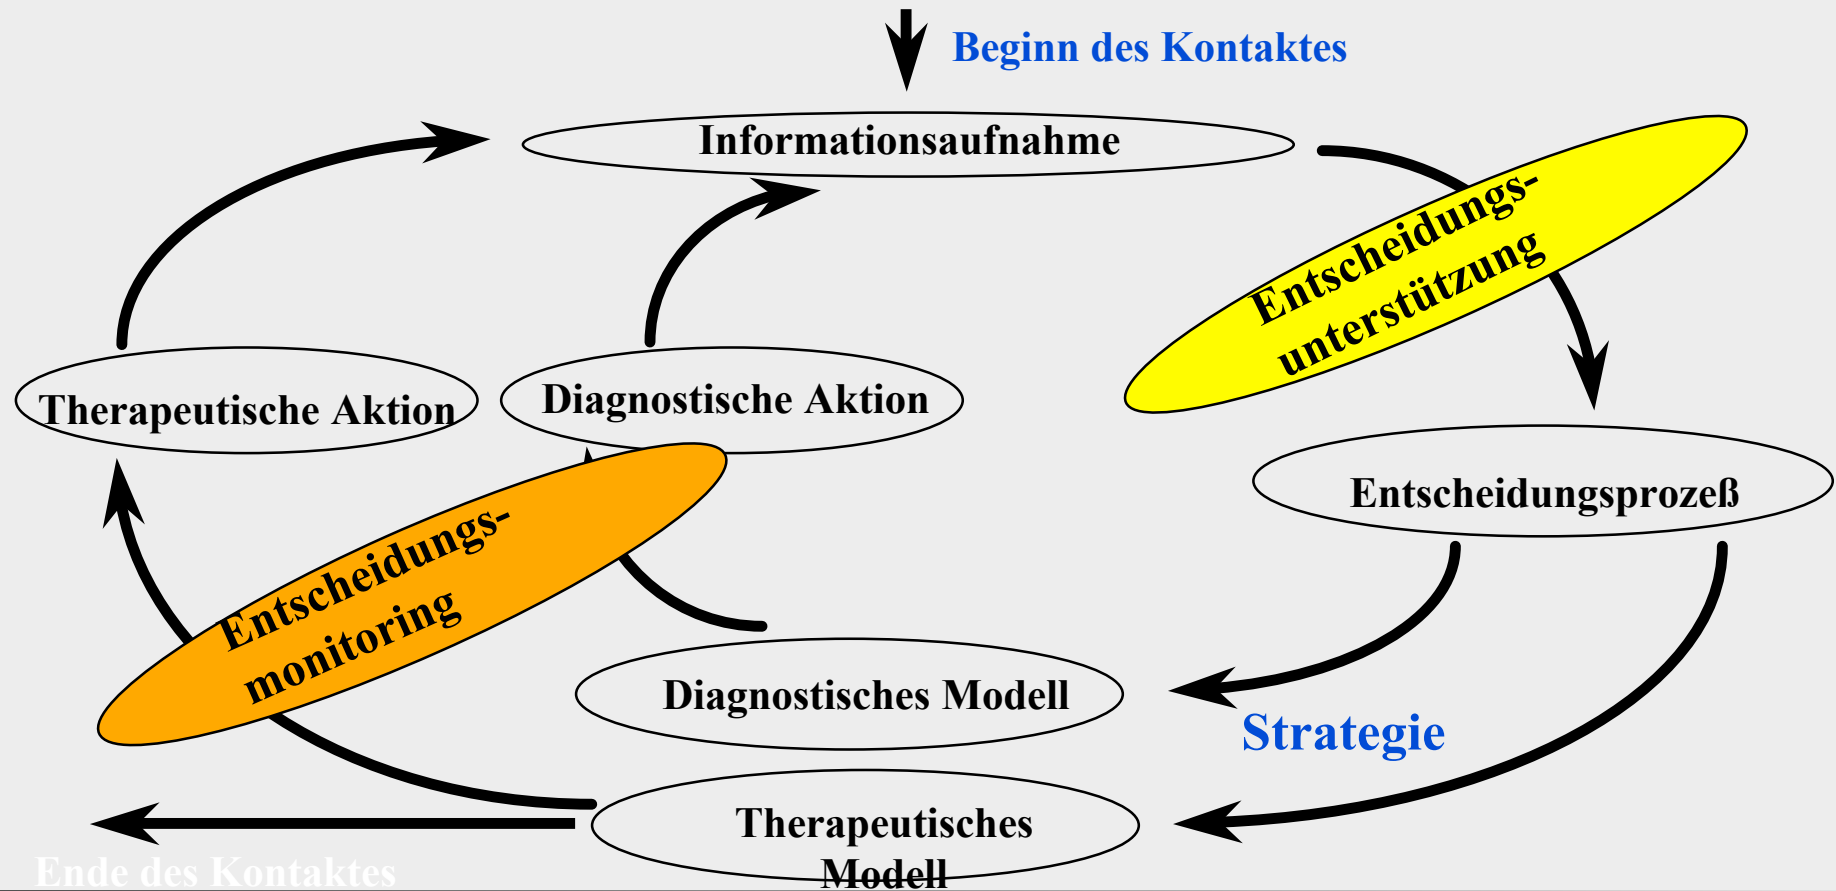 Beginn des Kontaktes
Informationsaufnahme
Entscheidungs-
unterstützung
Therapeutische Aktion
Diagnostische Aktion
Entscheidungsprozeß
Entscheidungs-
monitoring
Diagnostisches Modell
Strategie
Therapeutisches
Modell
Ende des Kontaktes